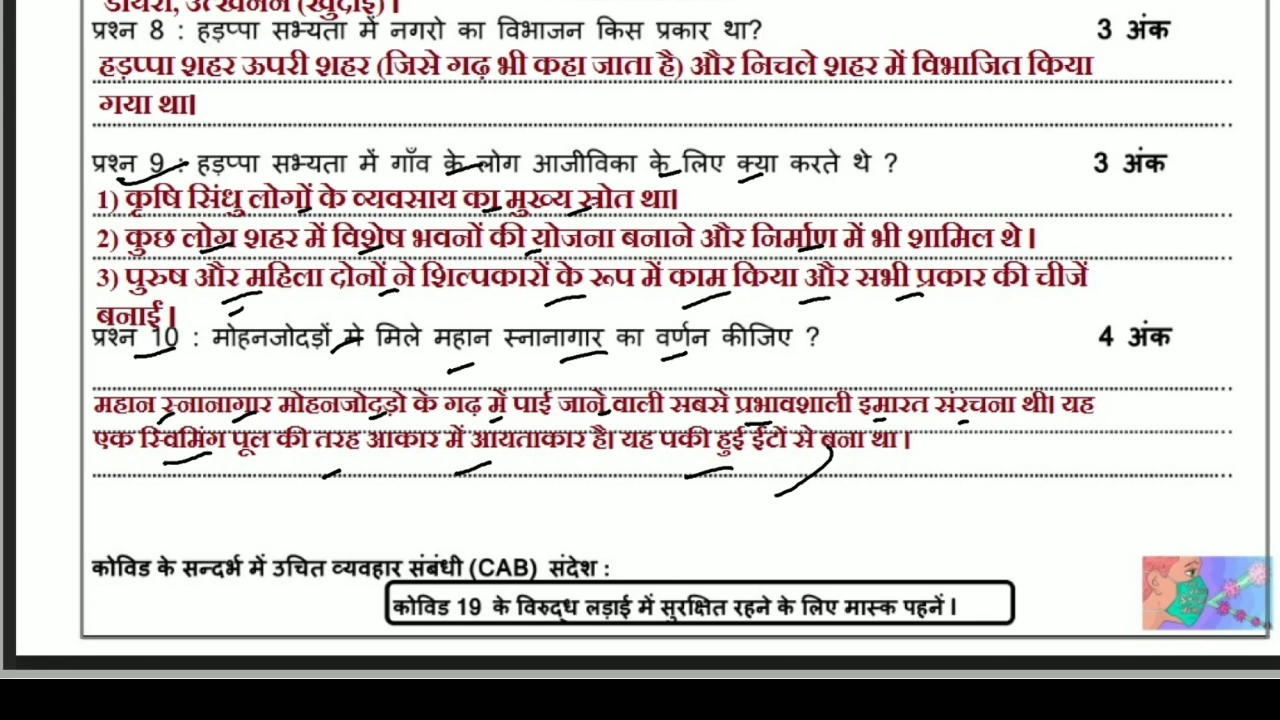 डायरी, उत्खनन (खुदाई) ।
प्रश्न 8 : हड़प्पा सभ्यता में नगरो का विभाजन किस प्रकार था? 3 अंक
हड़प्पा शहर ऊपरी शहर (जिसे गढ़ भी कहा जाता है) और निचले शहर में विभाजित किया
गया था।
प्रश्न 9 : हड़प्पा सभ्यता में गाँव के लोग आजीविका के लिए क्या करते थे ? 3 अंक
1) कृषि सिंधु लोगों के व्यवसाय का मुख्य स्रोत था।
2) कुछ लोग शहर में विशेष भवनों की योजना बनाने और निर्माण में भी शामिल थे ।
3) पुरुष और महिला दोनों ने शिल्पकारों के रूप में काम किया और सभी प्रकार की चीजें
बनाईं ।
प्रश्न 10 : मोहनजोदड़ों मे मिले महान स्नानागार का वर्णन कीजिए ? 4 अंक
महान स्नानागार मोहनजोदड़ो के गढ़ में पाई जाने वाली सबसे प्रभावशाली इमारत संरचना थी। यह
एक स्विमिंग पूल की तरह आकार में आयताकार है। यह पकी हुई ईंटों से बना था ।
कोविड के सन्दर्भ में उचित व्यवहार संबंधी (CAB) संदेश :
कोविड 19 के विरुद्ध लड़ाई में सुरक्षित रहने के लिए मास्क पहनें ।